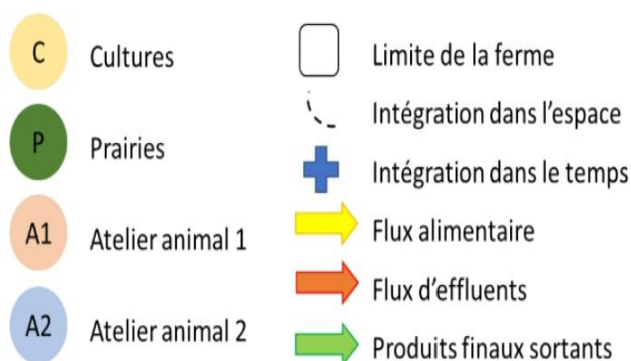 C Cultures
P Prairies
A1 Atelier animal 1
A2 Atelier animal 2
Limite de la ferme
Intégration dans l'espace
Intégration dans le temps
Flux alimentaire
Flux d'effluents
Produits finaux sortants